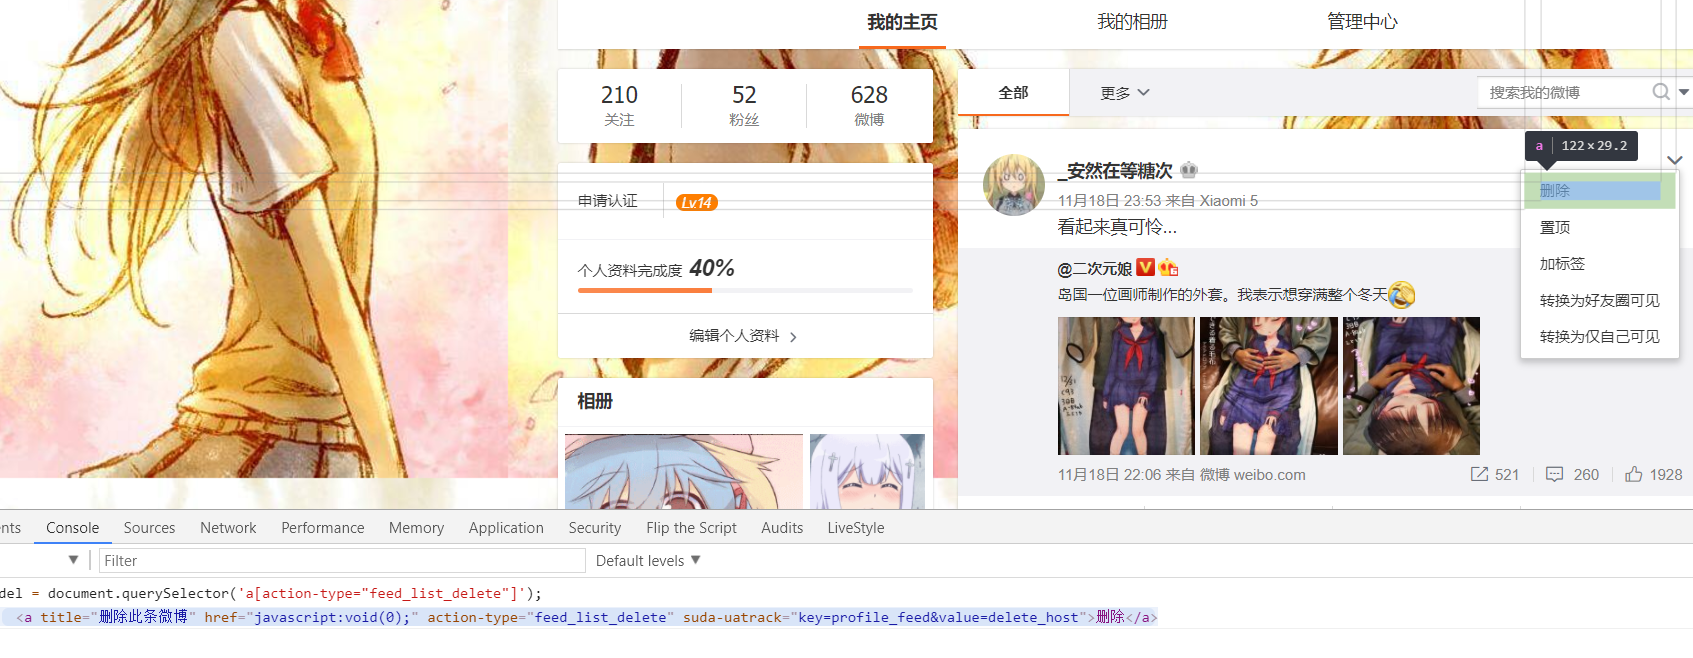 我的主页
我的相册
管理中心
210
关注
52
粉丝
628
微博
全部
更多
搜索我的微博
申请认证
Lv14
个人资料完成度 40%
编辑个人资料
相册
_安然在等糖次
11月18日 23:53 来自 Xiaomi 5
看起来真可怜...
@二次元娘 V
岛国一位画师制作的外套。我表示想穿满整个冬天
11月18日 22:06 来自 微博 weibo.com
521
260
1928
a 122×29.2
删除
置顶
加标签
转换为好友圈可见
转换为仅自己可见
nts Console Sources Network Performance Memory Application Security Flip the Script Audits LiveStyle
Filter
Default levels
del = document.querySelector('a[action-type="feed_list_delete"]');
<a title="删除此条微博" href="javascript:void(0);" action-type="feed_list_delete" suda-uatrack="key=profile_feed&value=delete_host">删除</a>